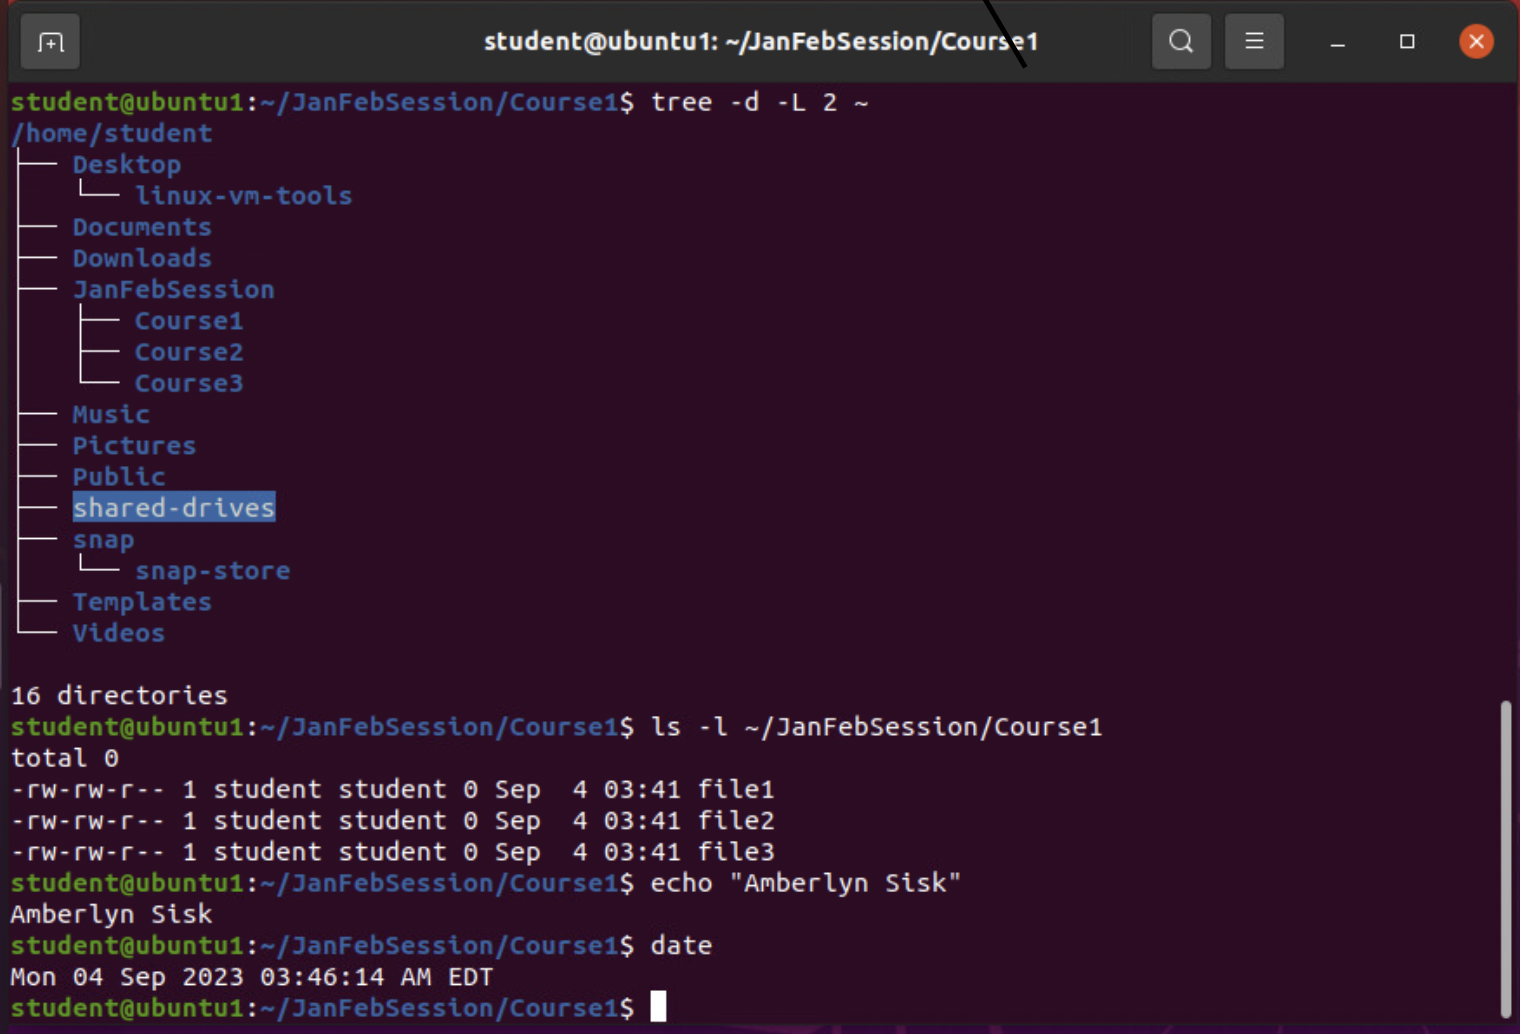 student@ubuntu1: ~/JanFebSession/Course1
student@ubuntu1:~/JanFebSession/Course1$ tree -d -L 2 ~
/home/student
├── Desktop
│   └── linux-vm-tools
├── Documents
├── Downloads
├── JanFebSession
│   ├── Course1
│   ├── Course2
│   └── Course3
├── Music
├── Pictures
├── Public
├── shared-drives
├── snap
│   └── snap-store
├── Templates
└── Videos

16 directories
student@ubuntu1:~/JanFebSession/Course1$ ls -l ~/JanFebSession/Course1
total 0
-rw-rw-r-- 1 student student 0 Sep  4 03:41 file1
-rw-rw-r-- 1 student student 0 Sep  4 03:41 file2
-rw-rw-r-- 1 student student 0 Sep  4 03:41 file3
student@ubuntu1:~/JanFebSession/Course1$ echo "Amberlyn Sisk"
Amberlyn Sisk
student@ubuntu1:~/JanFebSession/Course1$ date
Mon 04 Sep 2023 03:46:14 AM EDT
student@ubuntu1:~/JanFebSession/Course1$